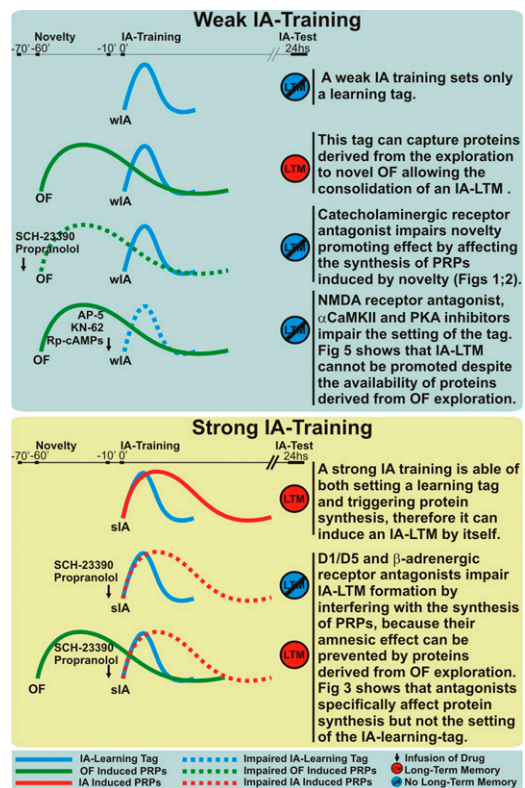 Weak IA-Training
Novelty IA-Training IA-Test
-70'-60' -10' 0' 24hs
wIA
LTM
A weak IA training sets only
a learning tag.
OF wIA
LTM
This tag can capture proteins
derived from the exploration
to novel OF allowing the
consolidation of an IA-LTM .
SCH-23390
Propranolol
OF wIA
LTM
Catecholaminergic receptor
antagonist impairs novelty
promoting effect by affecting
the synthesis of PRPs
induced by novelty (Figs 1;2).
AP-5
KN-62
Rp-cAMPs
OF wIA
LTM
NMDA receptor antagonist,
αCaMKII and PKA inhibitors
impair the setting of the tag.
Fig 5 shows that IA-LTM
cannot be promoted despite
the availability of proteins
derived from OF exploration.
Strong IA-Training
Novelty IA-Training IA-Test
-70'-60' -10' 0' 24hs
sIA
LTM
A strong IA training is able of
both setting a learning tag
and triggering protein
synthesis, therefore it can
induce an IA-LTM by itself.
SCH-23390
Propranolol
sIA
LTM
D1/D5 and β-adrenergic
receptor antagonists impair
IA-LTM formation by
interfering with the synthesis
of PRPs, because their
amnesic effect can be
prevented by proteins
derived from OF exploration.
Fig 3 shows that antagonists
specifically affect protein
synthesis but not the setting
of the IA-learning-tag.
SCH-23390
Propranolol
OF sIA
LTM
IA-Learning Tag Impaired IA-Learning Tag Infusion of Drug
OF Induced PRPs Impaired OF Induced PRPs LTM Long-Term Memory
IA Induced PRPs Impaired IA Induced PRPs LTM No Long-Term Memory